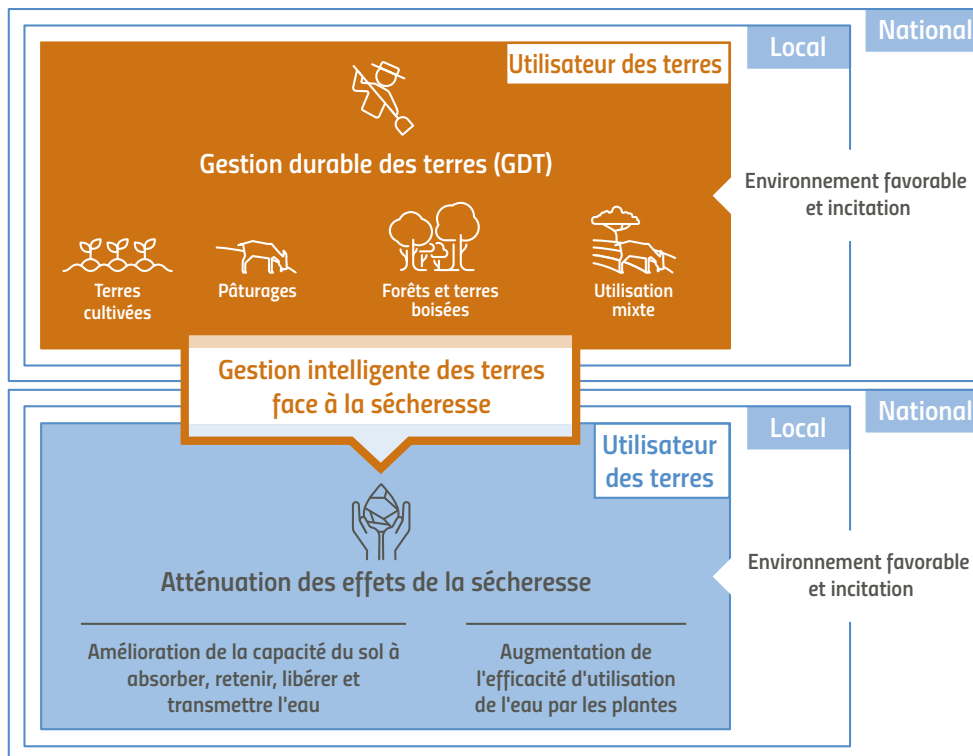 National
Local
Utilisateur des terres
Gestion durable des terres (GDT)
Environnement favorable
et incitation
Terres
cultivées
Pâturages
Forêts et terres
boisées
Utilisation
mixte
Gestion intelligente des terres
face à la sécheresse
National
Local
Utilisateur
des terres
Environnement favorable
et incitation
Atténuation des effets de la sécheresse
Amélioration de la capacité du sol à
absorber, retenir, libérer et
transmettre l'eau
Augmentation de
l'efficacité d'utilisation
de l'eau par les plantes